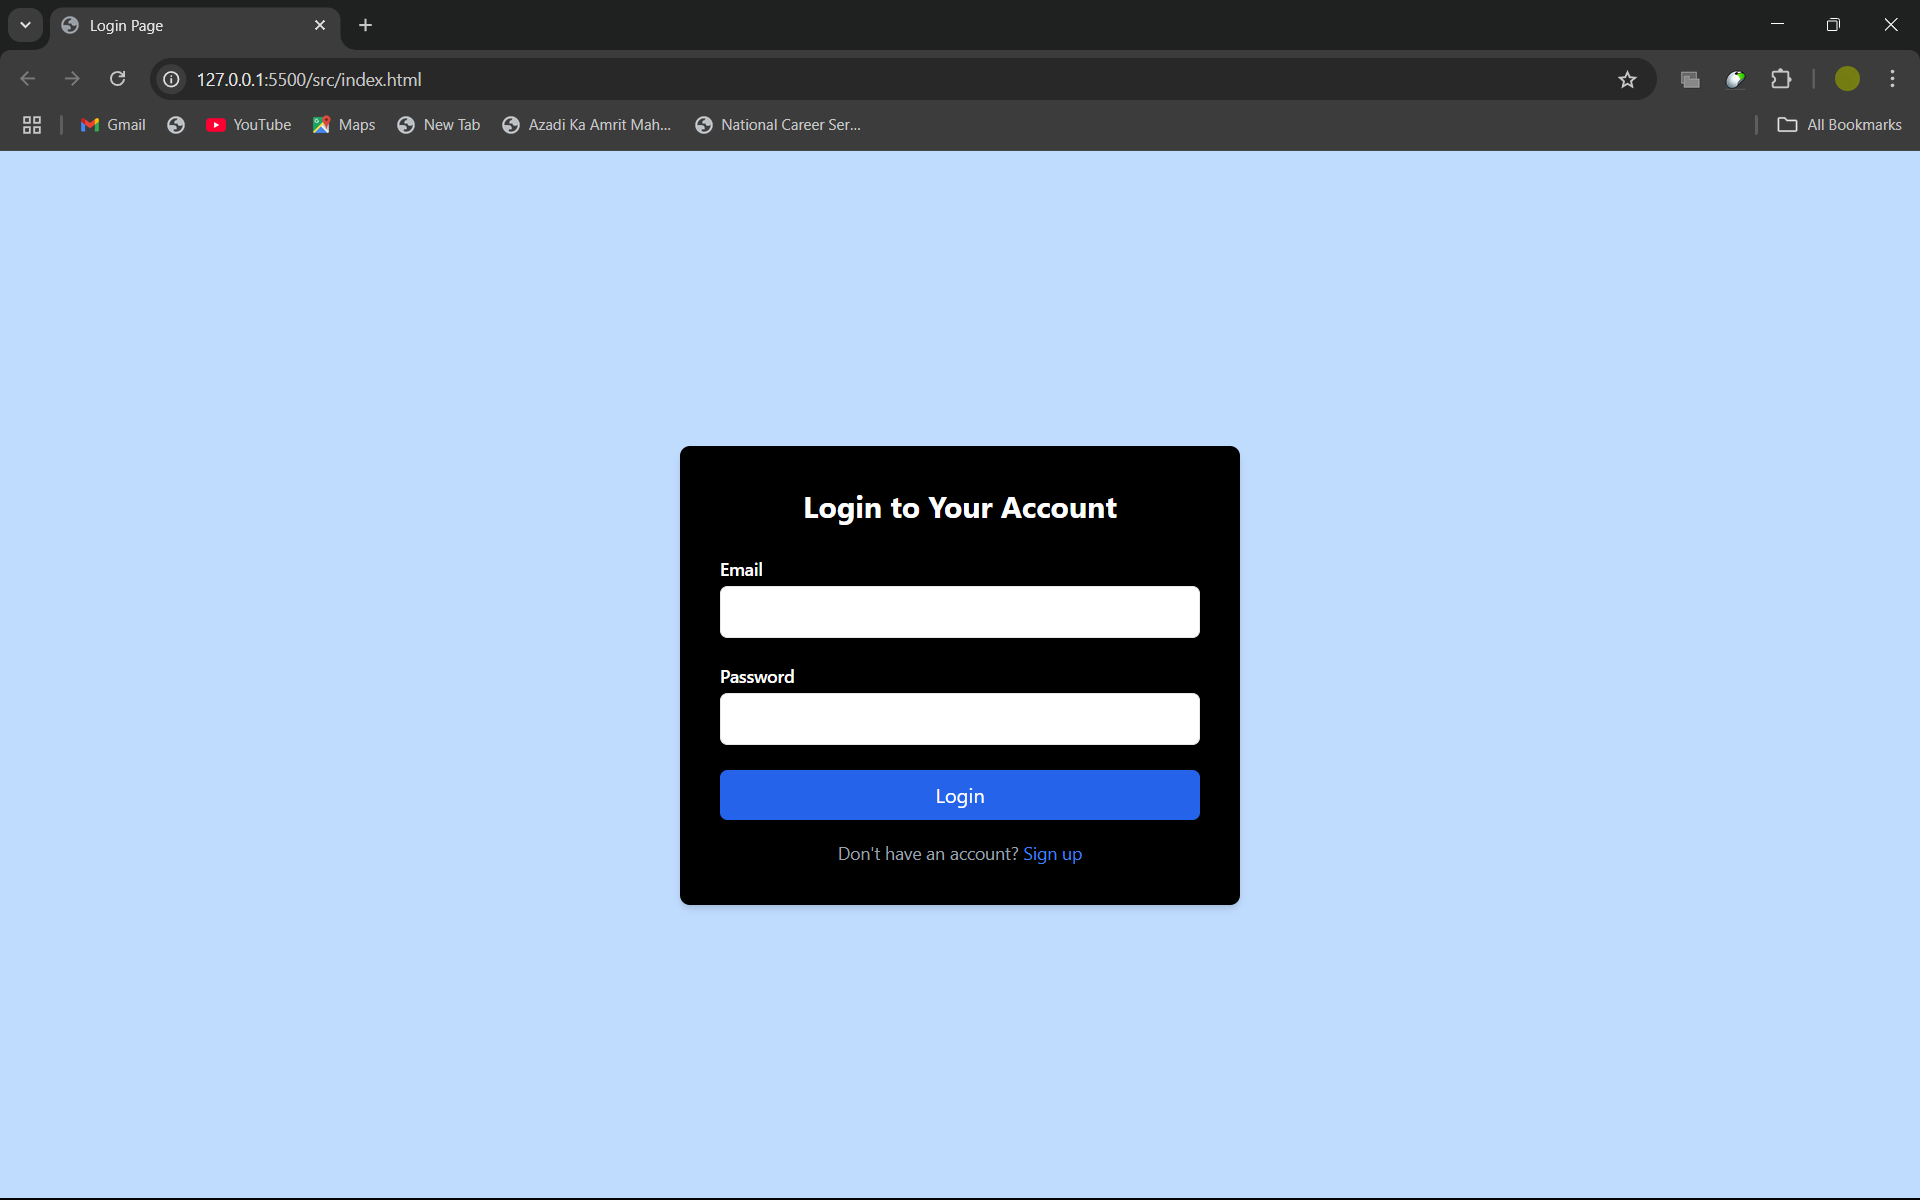 Login Page
127.0.0.1:5500/src/index.html
Gmail YouTube Maps New Tab Azadi Ka Amrit Mah... National Career Ser... All Bookmarks
Login to Your Account
Email
Password
Login
Don't have an account? Sign up